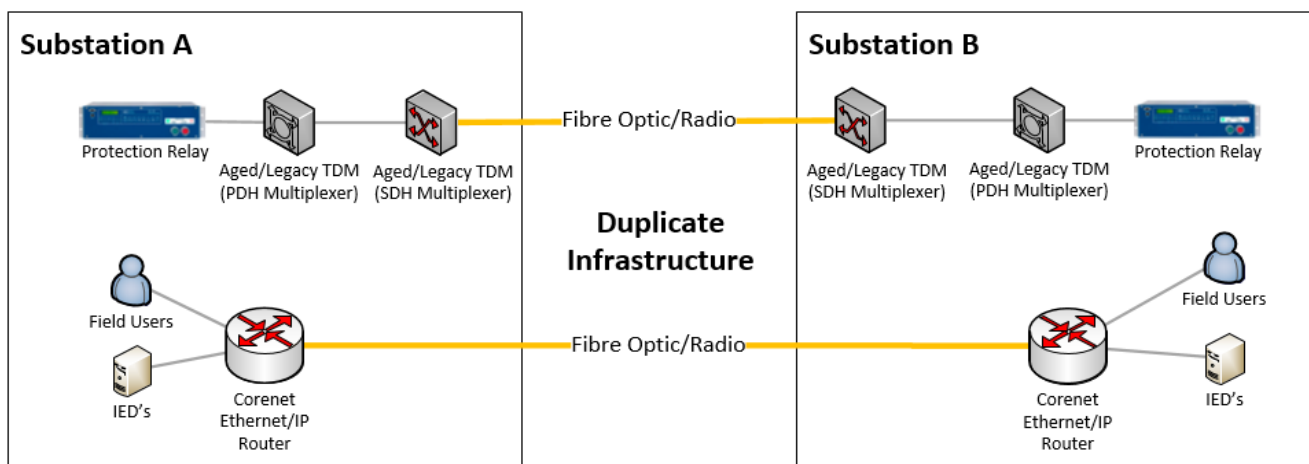 Substation A
Protection Relay
Aged/Legacy TDM
(PDH Multiplexer)
Aged/Legacy TDM
(SDH Multiplexer)
Field Users
IED's
Corenet
Ethernet/IP
Router
Fibre Optic/Radio
Duplicate
Infrastructure
Fibre Optic/Radio
Substation B
Aged/Legacy TDM
(SDH Multiplexer)
Aged/Legacy TDM
(PDH Multiplexer)
Protection Relay
Field Users
Corenet
Ethernet/IP
Router
IED's